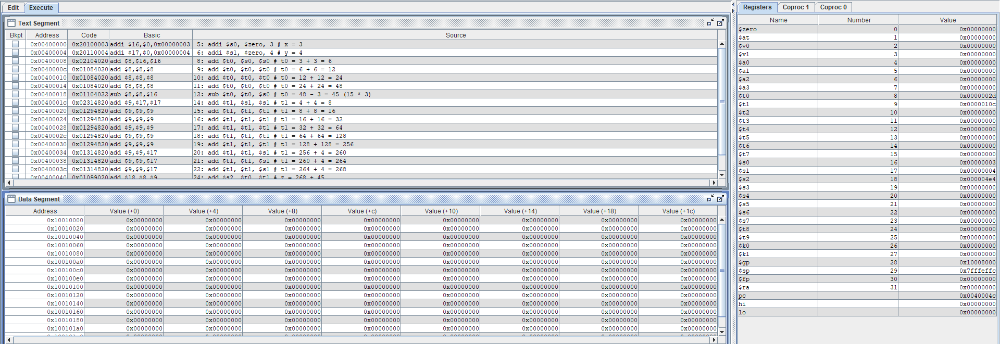 Edit Execute
Text Segment
Bkpt Address Code Basic Source
0x00400000 0x20100003 addi $16,$0,0x00000003 5: addi $s0, $zero, 3 # x = 3
0x00400004 0x20110004 addi $17,$0,0x00000004 6: addi $s1, $zero, 4 # y = 4
0x00400008 0x02104020 add $8,$16,$16 8: add $t0, $s0, $s0 # t0 = 3 + 3 = 6
0x0040000c 0x01084020 add $8,$8,$8 9: add $t0, $t0, $t0 # t0 = 6 + 6 = 12
0x00400010 0x01084020 add $8,$8,$8 10: add $t0, $t0, $t0 # t0 = 12 + 12 = 24
0x00400014 0x01084020 add $8,$8,$8 11: add $t0, $t0, $t0 # t0 = 24 + 24 = 48
0x00400018 0x01104022 sub $8,$8,$16 12: sub $t0, $t0, $s0 # t0 = 48 - 3 = 45 (15 * 3)
0x0040001c 0x02314820 add $9,$17,$17 14: add $t1, $s1, $s1 # t1 = 4 + 4 = 8
0x00400020 0x01294820 add $9,$9,$9 15: add $t1, $t1, $t1 # t1 = 8 + 8 = 16
0x00400024 0x01294820 add $9,$9,$9 16: add $t1, $t1, $t1 # t1 = 16 + 16 = 32
0x00400028 0x01294820 add $9,$9,$9 17: add $t1, $t1, $t1 # t1 = 32 + 32 = 64
0x0040002c 0x01294820 add $9,$9,$9 18: add $t1, $t1, $t1 # t1 = 64 + 64 = 128
0x00400030 0x01294820 add $9,$9,$9 19: add $t1, $t1, $t1 # t1 = 128 + 128 = 256
0x00400034 0x01314820 add $9,$9,$17 20: add $t1, $t1, $s1 # t1 = 256 + 4 = 260
0x00400038 0x01314820 add $9,$9,$17 21: add $t1, $t1, $s1 # t1 = 260 + 4 = 264
0x0040003c 0x01314820 add $9,$9,$17 22: add $t1, $t1, $s1 # t1 = 264 + 4 = 268
0x00400040 0x01099020 add $18,$8,$9 24: add $s2, $t0, $t1 # z = 268 + 45
Data Segment
Address Value (+0) Value (+4) Value (+8) Value (+c) Value (+10) Value (+14) Value (+18) Value (+1c)
0x10010000 0x00000000 0x00000000 0x00000000 0x00000000 0x00000000 0x00000000 0x00000000 0x00000000
0x10010020 0x00000000 0x00000000 0x00000000 0x00000000 0x00000000 0x00000000 0x00000000 0x00000000
0x10010040 0x00000000 0x00000000 0x00000000 0x00000000 0x00000000 0x00000000 0x00000000 0x00000000
0x10010060 0x00000000 0x00000000 0x00000000 0x00000000 0x00000000 0x00000000 0x00000000 0x00000000
0x10010080 0x00000000 0x00000000 0x00000000 0x00000000 0x00000000 0x00000000 0x00000000 0x00000000
0x100100a0 0x00000000 0x00000000 0x00000000 0x00000000 0x00000000 0x00000000 0x00000000 0x00000000
0x100100c0 0x00000000 0x00000000 0x00000000 0x00000000 0x00000000 0x00000000 0x00000000 0x00000000
0x100100e0 0x00000000 0x00000000 0x00000000 0x00000000 0x00000000 0x00000000 0x00000000 0x00000000
0x10010100 0x00000000 0x00000000 0x00000000 0x00000000 0x00000000 0x00000000 0x00000000 0x00000000
0x10010120 0x00000000 0x00000000 0x00000000 0x00000000 0x00000000 0x00000000 0x00000000 0x00000000
0x10010140 0x00000000 0x00000000 0x00000000 0x00000000 0x00000000 0x00000000 0x00000000 0x00000000
0x10010160 0x00000000 0x00000000 0x00000000 0x00000000 0x00000000 0x00000000 0x00000000 0x00000000
0x10010180 0x00000000 0x00000000 0x00000000 0x00000000 0x00000000 0x00000000 0x00000000 0x00000000
0x100101a0 0x00000000 0x00000000 0x00000000 0x00000000 0x00000000 0x00000000 0x00000000 0x00000000
Registers Coproc 1 Coproc 0
Name Number Value
$zero 0 0x00000000
$at 1 0x00000000
$v0 2 0x00000000
$v1 3 0x00000000
$a0 4 0x00000000
$a1 5 0x00000000
$a2 6 0x00000000
$a3 7 0x00000000
$t0 8 0x0000002d
$t1 9 0x0000010c
$t2 10 0x00000000
$t3 11 0x00000000
$t4 12 0x00000000
$t5 13 0x00000000
$t6 14 0x00000000
$t7 15 0x00000000
$s0 16 0x00000003
$s1 17 0x00000004
$s2 18 0x000004e4
$s3 19 0x00000000
$s4 20 0x00000000
$s5 21 0x00000000
$s6 22 0x00000000
$s7 23 0x00000000
$t8 24 0x00000000
$t9 25 0x00000000
$k0 26 0x00000000
$k1 27 0x00000000
$gp 28 0x10008000
$sp 29 0x7fffeffc
$fp 30 0x00000000
$ra 31 0x00000000
pc 0x0040004c
hi 0x00000000
lo 0x00000000